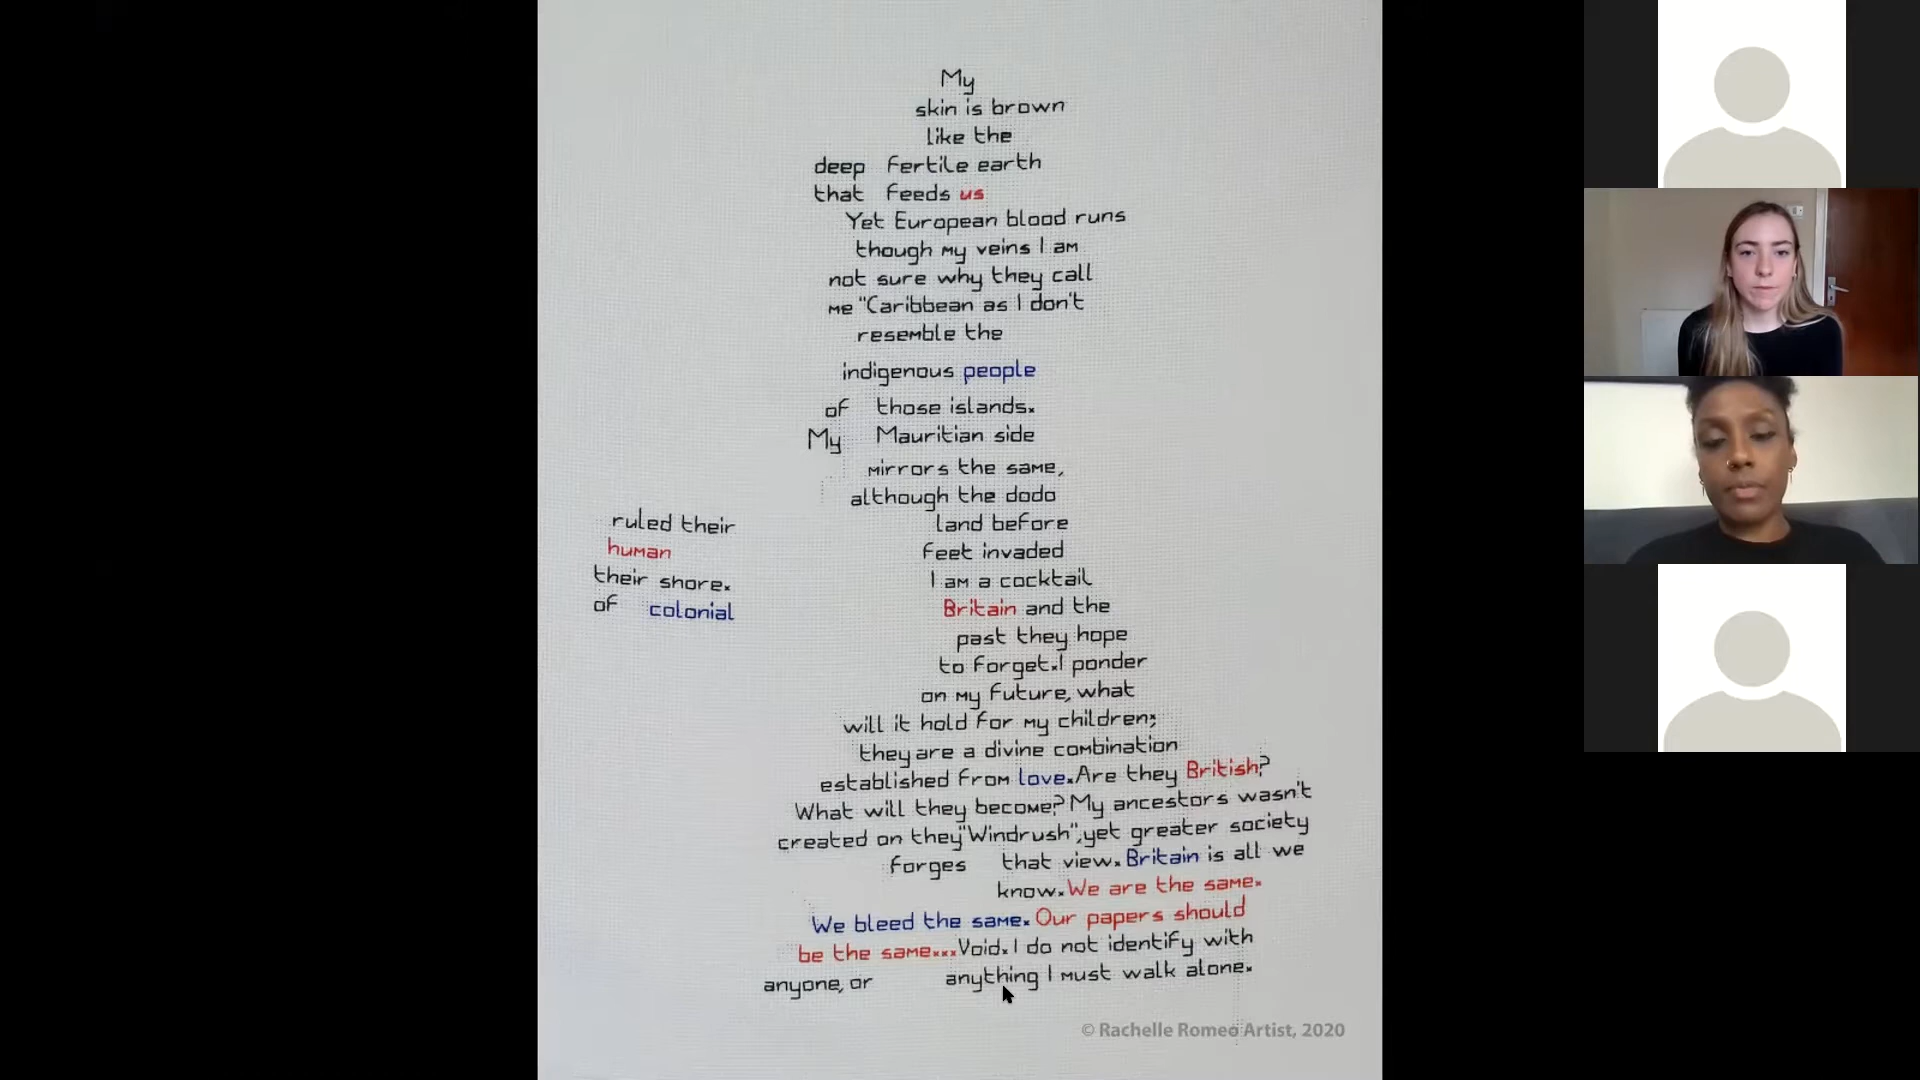 My
skin is brown
like the
deep fertile earth
that feeds us
Yet European blood runs
though my veins I am
not sure why they call
me "Caribbean as I don't
resemble the
indigenous people
of those islands.
My Mauritian side
mirrors the same,
although the dodo
ruled their land before
human feet invaded
their shore. I am a cocktail
of colonial Britain and the
past they hope
to forget. I ponder
on my future, what
will it hold for my children;
they are a divine combination
established from love. Are they British?
What will they become? My ancestors wasn't
created on they "Windrush", yet greater society
forges that view. Britain is all we
know. We are the same.
We bleed the same. Our papers should
be the same... Void. I do not identify with
anyone, or anything I must walk alone.
© Rachelle Romeo Artist, 2020